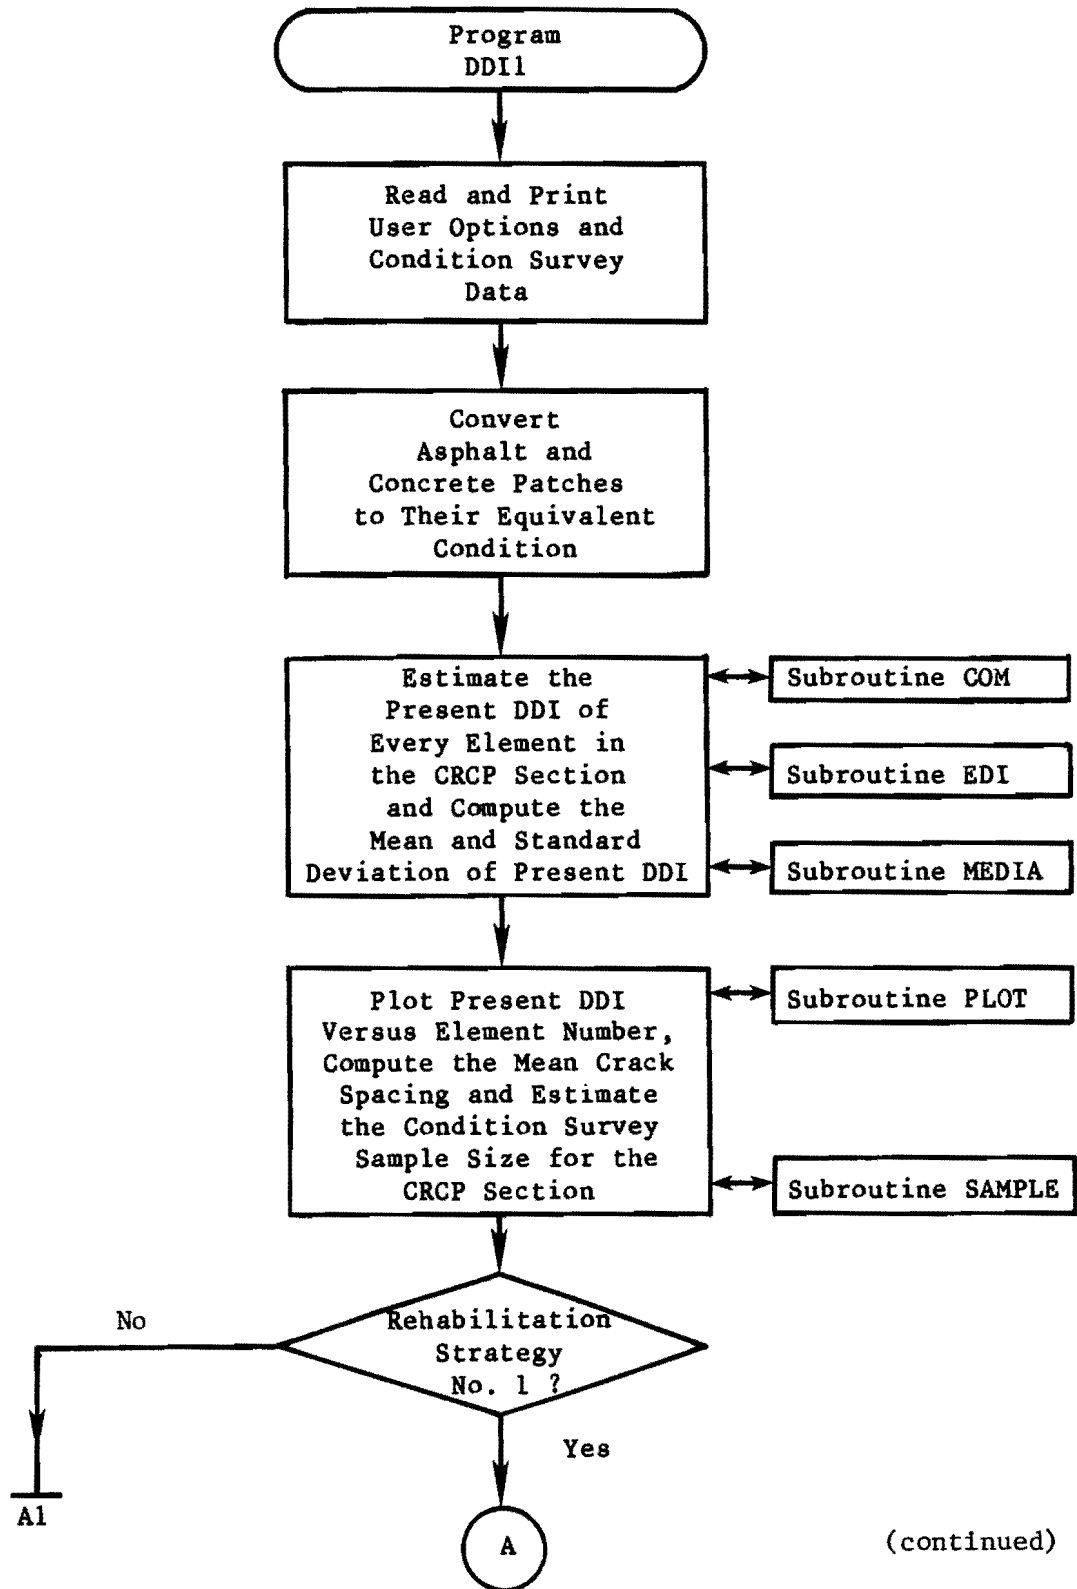 Program
DDI1
Read and Print
User Options and
Condition Survey
Data
Convert
Asphalt and
Concrete Patches
to Their Equivalent
Condition
Estimate the
Present DDI of
Every Element in
the CRCP Section
and Compute the
Mean and Standard
Deviation of Present DDI
Subroutine COM
Subroutine EDI
Subroutine MEDIA
Plot Present DDI
Versus Element Number,
Compute the Mean Crack
Spacing and Estimate
the Condition Survey
Sample Size for the
CRCP Section
Subroutine PLOT
Subroutine SAMPLE
Rehabilitation
Strategy
No. 1 ?
No
Yes
A1
A
(continued)